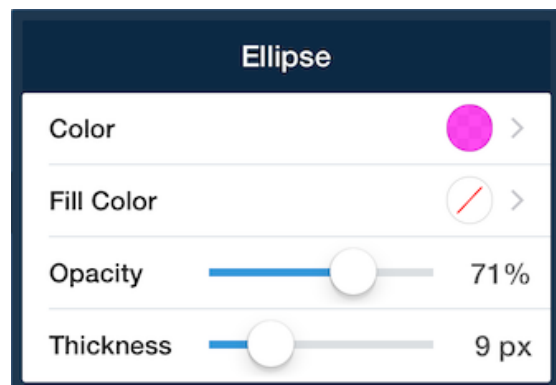 Ellipse
Color
Fill Color
Opacity 71%
Thickness 9 px